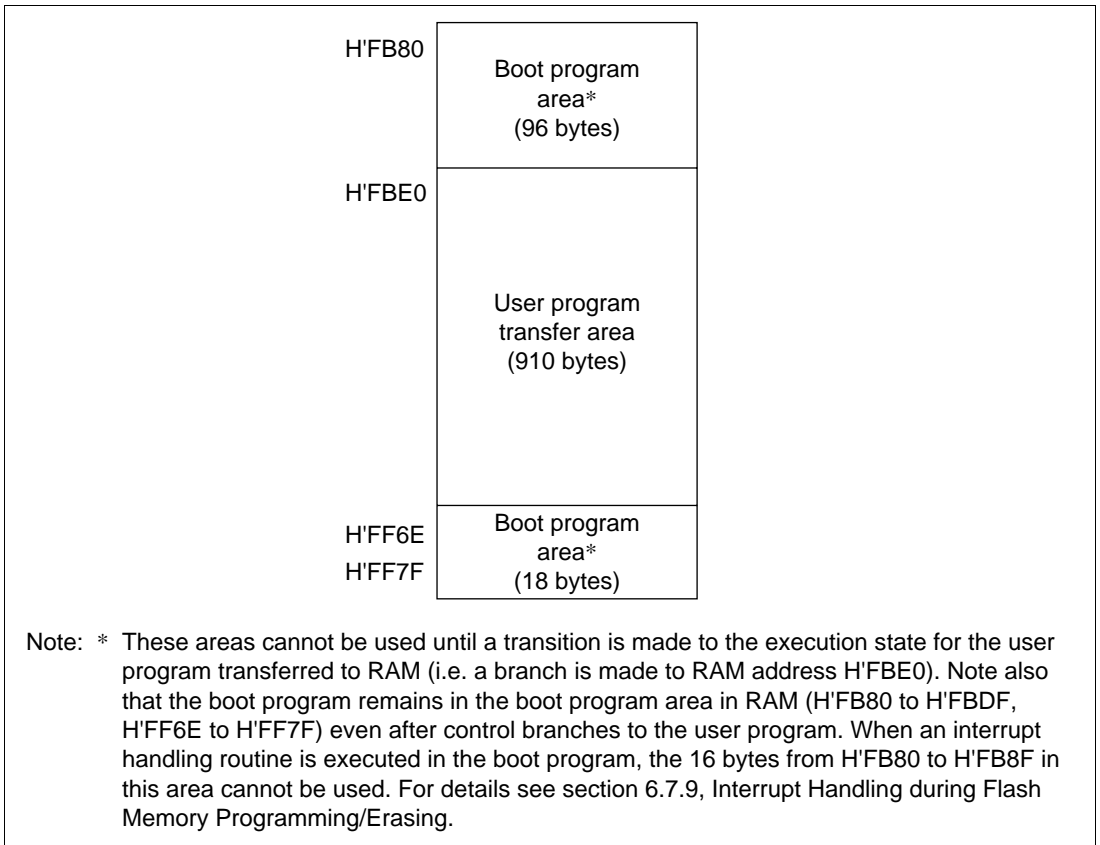 H'FB80
Boot program
area*
(96 bytes)
H'FBE0
User program
transfer area
(910 bytes)
H'FF6E
H'FF7F
Boot program
area*
(18 bytes)
Note: * These areas cannot be used until a transition is made to the execution state for the user
program transferred to RAM (i.e. a branch is made to RAM address H'FBE0). Note also
that the boot program remains in the boot program area in RAM (H'FB80 to H'FBDF,
H'FF6E to H'FF7F) even after control branches to the user program. When an interrupt
handling routine is executed in the boot program, the 16 bytes from H'FB80 to H'FB8F in
this area cannot be used. For details see section 6.7.9, Interrupt Handling during Flash
Memory Programming/Erasing.